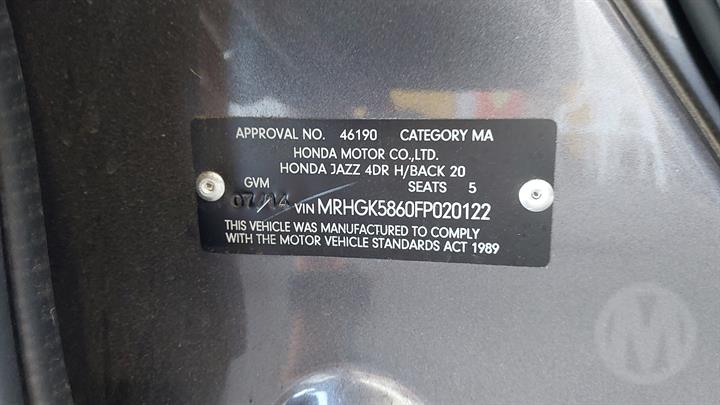 APPROVAL NO. 46190 CATEGORY MA
HONDA MOTOR CO.,LTD.
HONDA JAZZ 4DR H/BACK 20
GVM SEATS 5
07/14 VIN MRHGK5860FP020122
THIS VEHICLE WAS MANUFACTURED TO COMPLY
WITH THE MOTOR VEHICLE STANDARDS ACT 1989
M